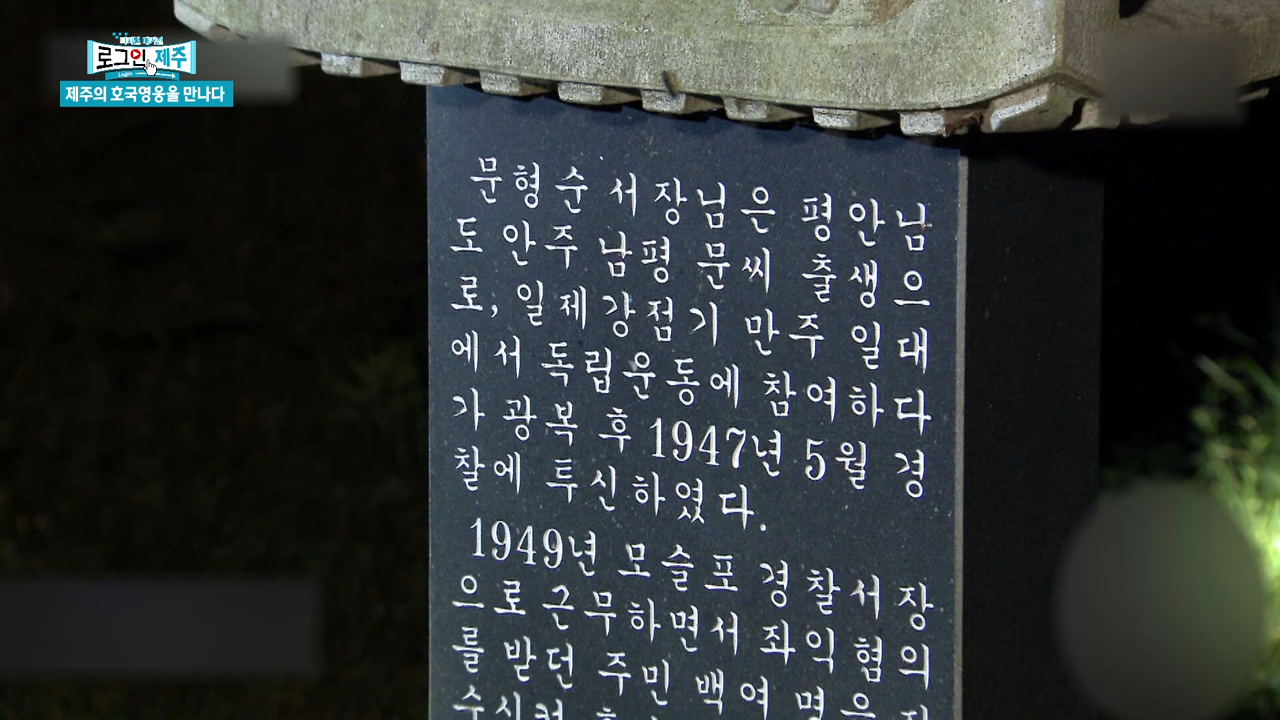 로그인 제주
Login
제주의 호국영웅을 만나다
문형순 서장님은 평안남
도 안주 남평 문씨 출생으
로, 일제강점기 만주 일대
에서 독립운동에 참여하다
가 광복 후 1947년 5월 경
찰에 투신하였다.
1949년 모슬포 경찰서장
으로 근무하면서 좌익혐의
를 받던 주민 백여 명을